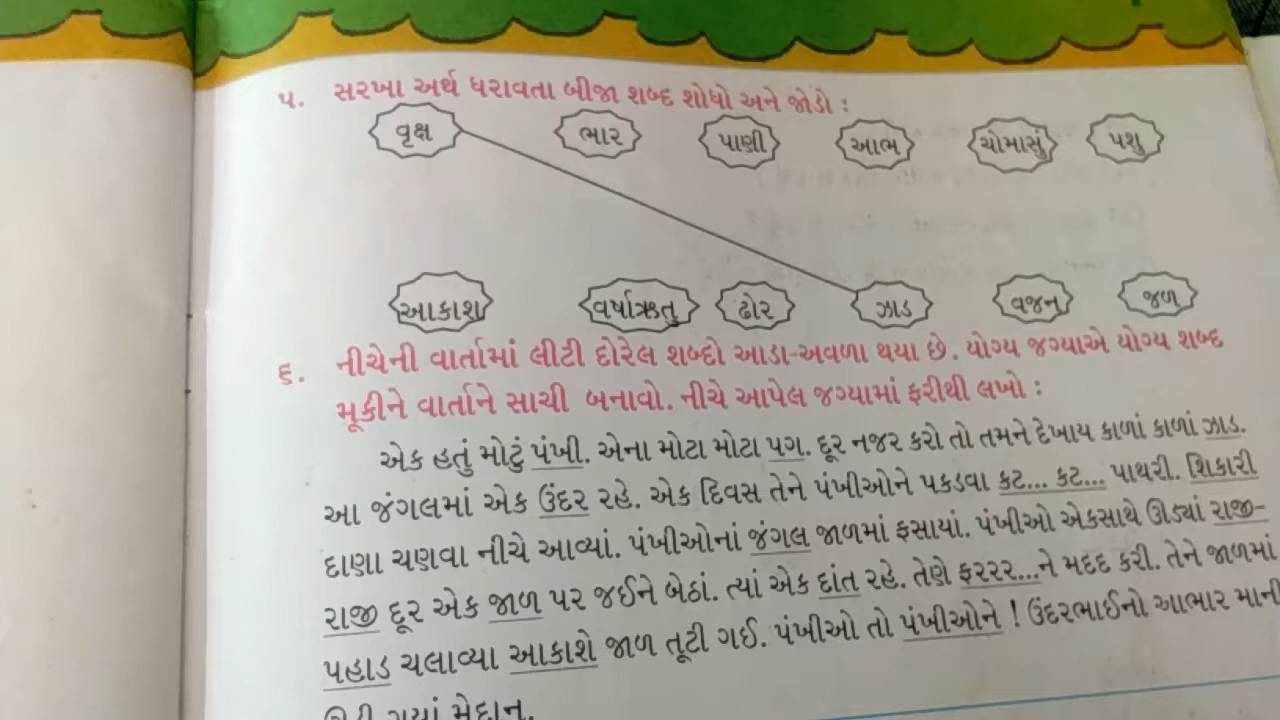 ૫. સરખા અર્થ ધરાવતા બીજા શબ્દ શોધો અને જોડો :
વૃક્ષ ભાર પાણી આભ ચોમાસું પશુ
આકાશ વર્ષાઋતુ ઢોર ઝાડ વજન જળ
૬. નીચેની વાર્તામાં લીટી દોરેલ શબ્દો આડા-અવળા થયા છે. યોગ્ય જગ્યાએ યોગ્ય શબ્દ
મૂકીને વાર્તાને સાચી બનાવો. નીચે આપેલ જગ્યામાં ફરીથી લખો :
એક હતું મોટું પંખી. એના મોટા મોટા પગ. દૂર નજર કરો તો તમને દેખાય કાળાં કાળાં ઝાડ.
આ જંગલમાં એક ઉંદર રહે. એક દિવસ તેને પંખીઓને પકડવા કટ... કટ... પાથરી. શિકારી
દાણા ચણવા નીચે આવ્યાં. પંખીઓનાં જંગલ જાળમાં ફસાયાં. પંખીઓ એકસાથે ઊડ્યાં રાજી-
રાજી દૂર એક જાળ પર જઈને બેઠાં. ત્યાં એક દાંત રહે. તેણે ફરરર...ને મદદ કરી. તેને જાળમાં
પહાડ ચલાવ્યા આકાશે જાળ તૂટી ગઈ. પંખીઓ તો પંખીઓને ! ઉંદરભાઈનો આભાર માની
મેદાન.